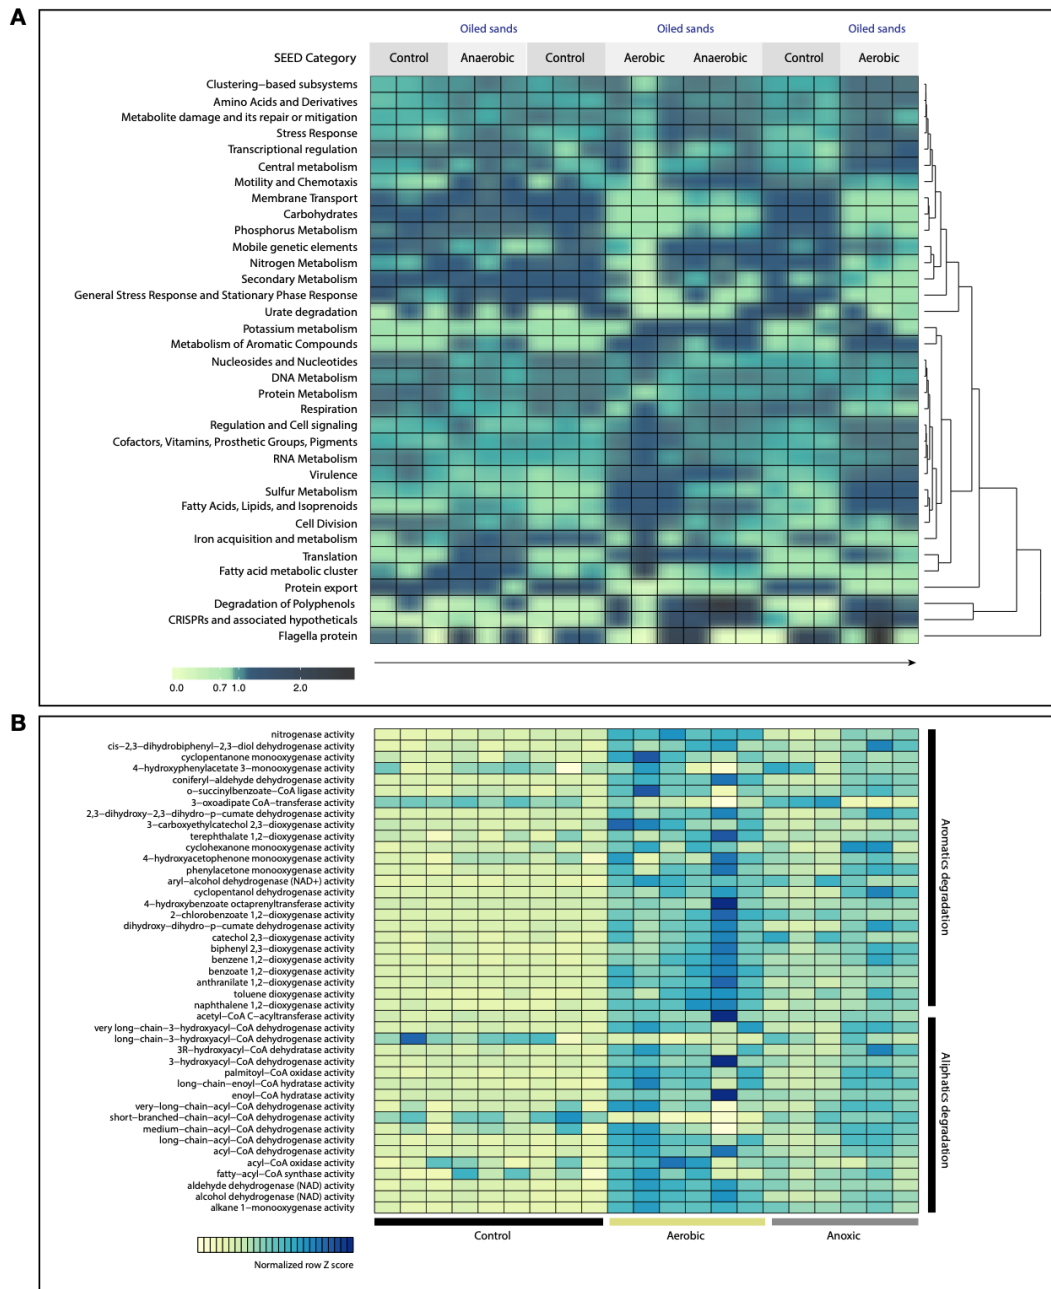 A
Oiled sands Oiled sands Oiled sands
SEED Category Control Anaerobic Control Aerobic Anaerobic Control Aerobic
Clustering−based subsystems
Amino Acids and Derivatives
Metabolite damage and its repair or mitigation
Stress Response
Transcriptional regulation
Central metabolism
Motility and Chemotaxis
Membrane Transport
Carbohydrates
Phosphorus Metabolism
Mobile genetic elements
Nitrogen Metabolism
Secondary Metabolism
General Stress Response and Stationary Phase Response
Urate degradation
Potassium metabolism
Metabolism of Aromatic Compounds
Nucleosides and Nucleotides
DNA Metabolism
Protein Metabolism
Respiration
Regulation and Cell signaling
Cofactors, Vitamins, Prosthetic Groups, Pigments
RNA Metabolism
Virulence
Sulfur Metabolism
Fatty Acids, Lipids, and Isoprenoids
Cell Division
Iron acquisition and metabolism
Translation
Fatty acid metabolic cluster
Protein export
Degradation of Polyphenols
CRISPRs and associated hypotheticals
Flagella protein
0.0 0.7 1.0 2.0
B
nitrogenase activity
cis−2,3−dihydrobiphenyl−2,3−diol dehydrogenase activity
cyclopentanone monooxygenase activity
4−hydroxyphenylacetate 3−monooxygenase activity
coniferyl−aldehyde dehydrogenase activity
o−succinylbenzoate−CoA ligase activity
3−oxoadipate CoA−transferase activity
2,3−dihydroxy−2,3−dihydro−p−cumate dehydrogenase activity
3−carboxyethylcatechol 2,3−dioxygenase activity
terephthalate 1,2−dioxygenase activity
cyclohexanone monooxygenase activity
4−hydroxyacetophenone monooxygenase activity
phenylacetone monooxygenase activity
aryl−alcohol dehydrogenase (NAD+) activity
cyclopentanol dehydrogenase activity
4−hydroxybenzoate octaprenyltransferase activity
2−chlorobenzoate 1,2−dioxygenase activity
dihydroxy−dihydro−p−cumate dehydrogenase activity
catechol 2,3−dioxygenase activity
biphenyl 2,3−dioxygenase activity
benzene 1,2−dioxygenase activity
benzoate 1,2−dioxygenase activity
anthranilate 1,2−dioxygenase activity
toluene dioxygenase activity
naphthalene 1,2−dioxygenase activity
acetyl−CoA C−acyltransferase activity
very long−chain−3−hydroxyacyl−CoA dehydrogenase activity
long−chain−3−hydroxyacyl−CoA dehydrogenase activity
3R−hydroxyacyl−CoA dehydratase activity
3−hydroxyacyl−CoA dehydrogenase activity
palmitoyl−CoA oxidase activity
long−chain−enoyl−CoA hydratase activity
enoyl−CoA hydratase activity
very−long−chain−acyl−CoA dehydrogenase activity
short−branched−chain−acyl−CoA dehydrogenase activity
medium−chain−acyl−CoA dehydrogenase activity
long−chain−acyl−CoA dehydrogenase activity
acyl−CoA dehydrogenase activity
acyl−CoA oxidase activity
fatty−acyl−CoA synthase activity
aldehyde dehydrogenase (NAD) activity
alcohol dehydrogenase (NAD) activity
alkane 1−monooxygenase activity
Aromatics degradation
Aliphatics degradation
Control Aerobic Anoxic
Normalized row Z score